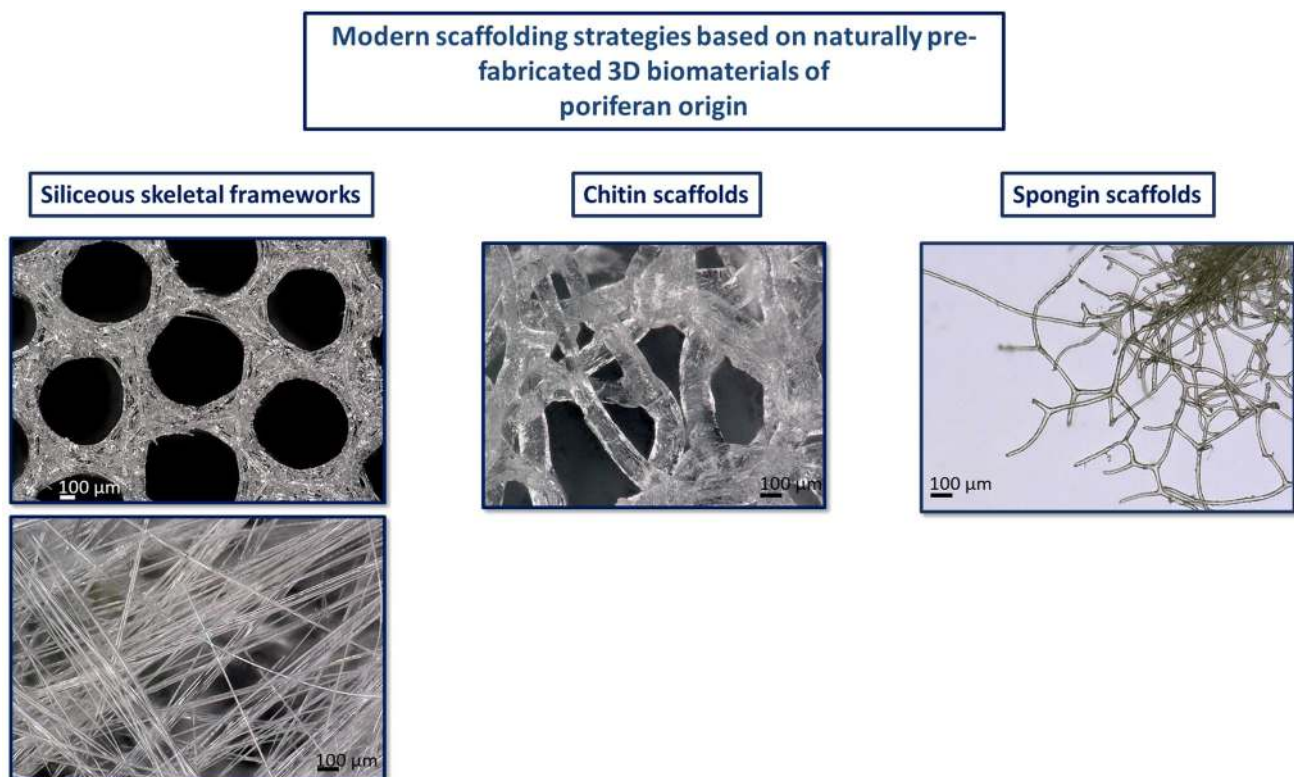 Modern scaffolding strategies based on naturally pre-
fabricated 3D biomaterials of
poriferan origin
Siliceous skeletal frameworks
Chitin scaffolds
Spongin scaffolds
100 µm
100 µm
100 µm
100 µm